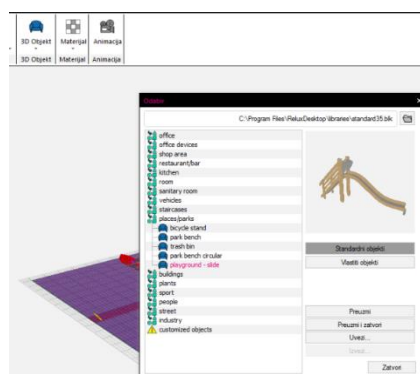 3D Objekt
Materijal
Animacija
3D Objekt
Materijal
Animacija
C:\Program Files\ReluxDesktop\libraries\standard35.blk
office
office devices
shop area
restaurant/bar
kitchen
room
sanitary room
vehicles
staircases
places/parks
bicycle stand
park bench
trash bin
park bench circular
playground - slide
buildings
plants
sport
people
street
industry
customized objects
Standardni objekti
Vlastiti objekti
Preuzmi
Preuzmi i zatvori
Uvezi...
Zatvori